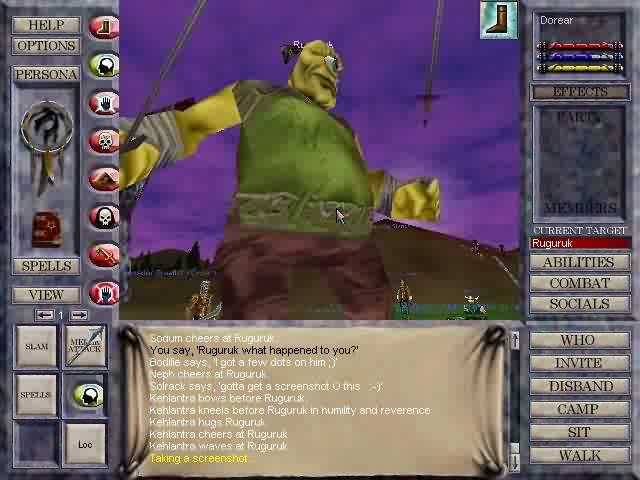 HELP
OPTIONS
PERSONA
SPELLS
VIEW
1
SLAM
MELEE
ATTACK
SPELLS
Loc
Dorear
EFFECTS
PARTY
MEMBERS
CURRENT TARGET
Ruguruk
ABILITIES
COMBAT
SOCIALS
WHO
INVITE
DISBAND
CAMP
SIT
WALK
Sodum cheers at Ruguruk
You say, 'Ruguruk what happened to you?'
Bodilie says, 'I got a few dots on him ;)'
Neph cheers at Ruguruk
Solrack says, 'gotta get a screenshot O this :-)'
Kehlantra bows before Ruguruk.
Kehlantra kneels before Ruguruk in humility and reverence
Kehlantra hugs Ruguruk
Kehlantra cheers at Ruguruk
Kehlantra waves at Ruguruk
Taking a screenshot...